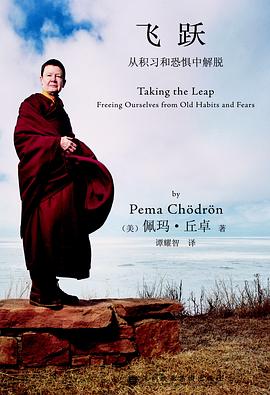 飞跃
从积习和恐惧中解脱
Taking the Leap
Freeing Ourselves from Old Habits and Fears
by
Pema Chödrön
（美）佩玛·丘卓 著
谭耀智 译